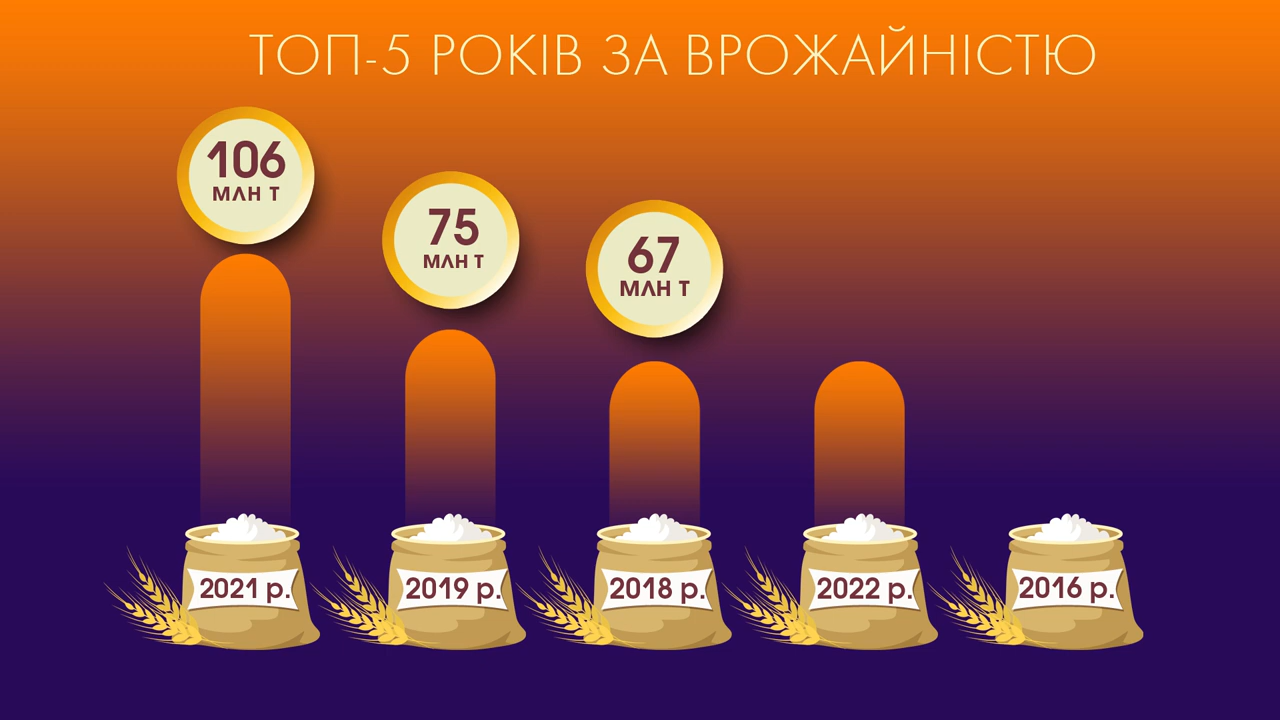 ТОП-5 РОКІВ ЗА ВРОЖАЙНІСТЮ
106
МЛН Т
75
МЛН Т
67
МЛН Т
2021 р.
2019 р.
2018 р.
2022 р.
2016 р.